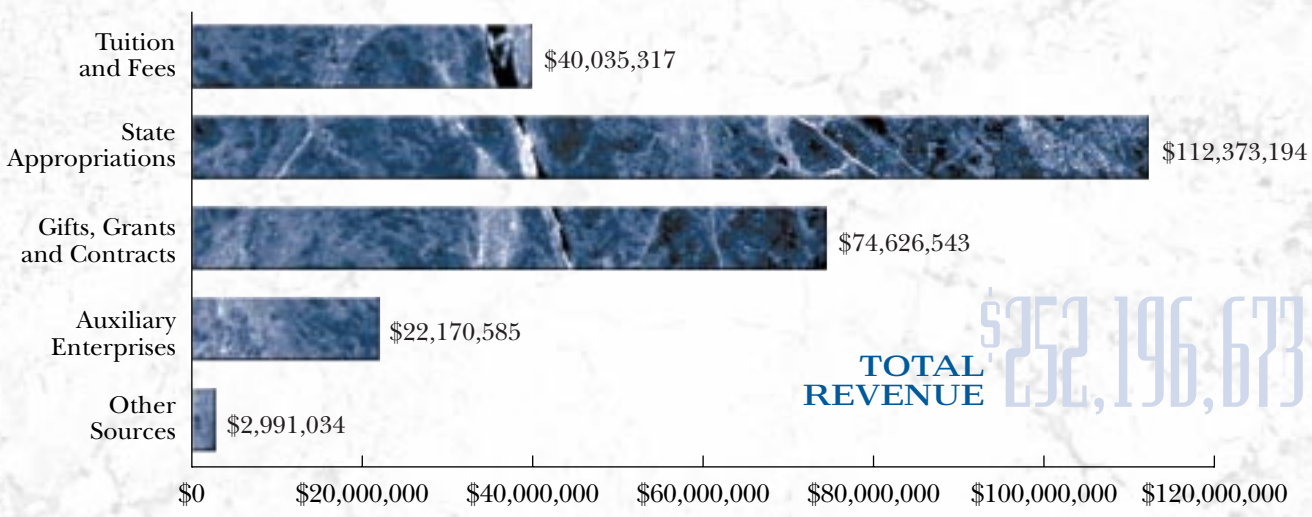 Tuition
and Fees
$40,035,317
State
Appropriations
$112,373,194
Gifts, Grants
and Contracts
$74,626,543
Auxiliary
Enterprises
$22,170,585
TOTAL
REVENUE
$252,196,673
Other
Sources
$2,991,034
$0 $20,000,000 $40,000,000 $60,000,000 $80,000,000 $100,000,000 $120,000,000